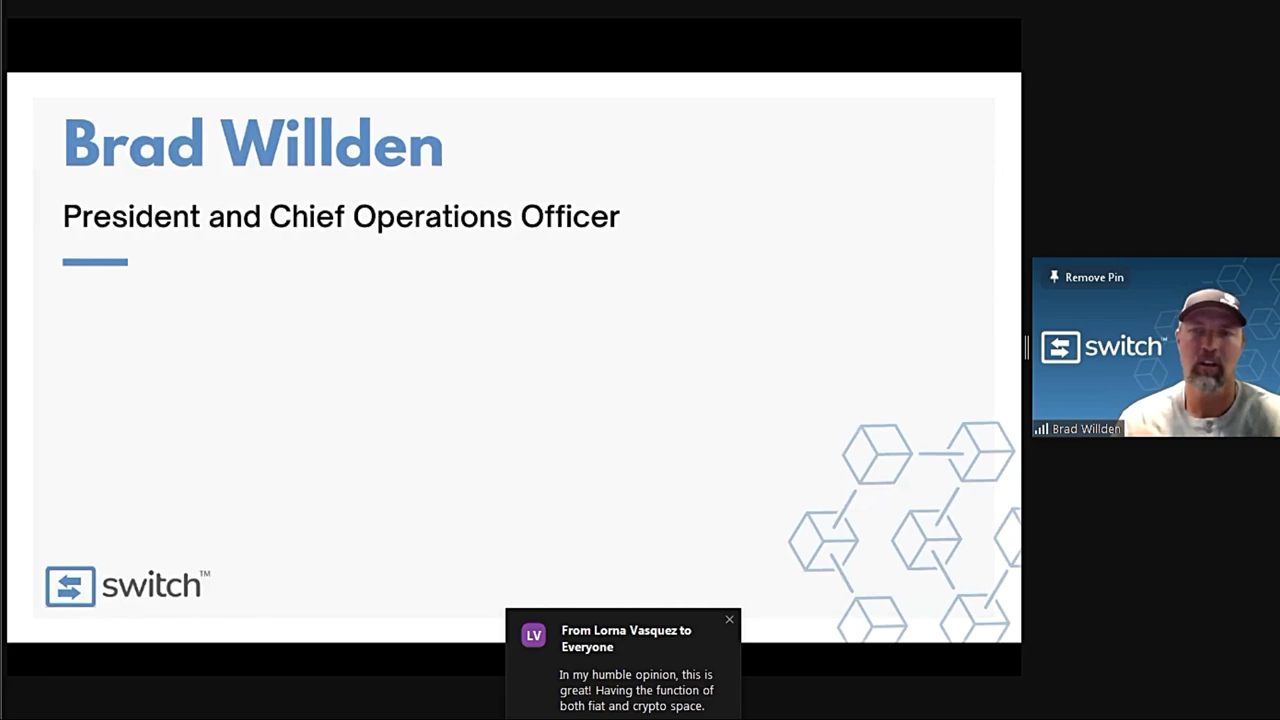 Brad Willden
President and Chief Operations Officer
switch™
Remove Pin
switch™
Brad Willden
LV
From Lorna Vasquez to
Everyone
In my humble opinion, this is
great! Having the function of
both fiat and crypto space.